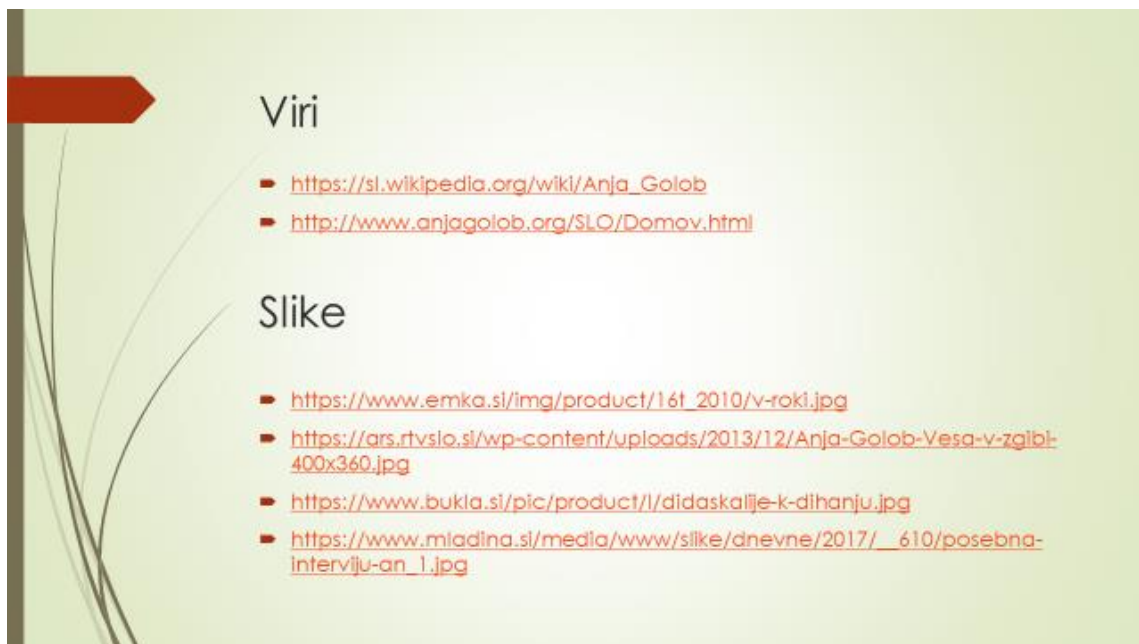 Viri
https://sl.wikipedia.org/wiki/Anja_Golob
http://www.anjagolob.org/SLO/Domov.html
Slike
https://www.emka.si/img/product/16t_2010/v-roki.jpg
https://ars.rtvslo.si/wp-content/uploads/2013/12/Anja-Golob-Vesa-v-zgibi-
400x360.jpg
https://www.bukla.si/pic/product/l/didaskalije-k-dihanju.jpg
https://www.mladina.si/media/www/slike/dnevne/2017/__610/posebna-
interviju-an_1.jpg